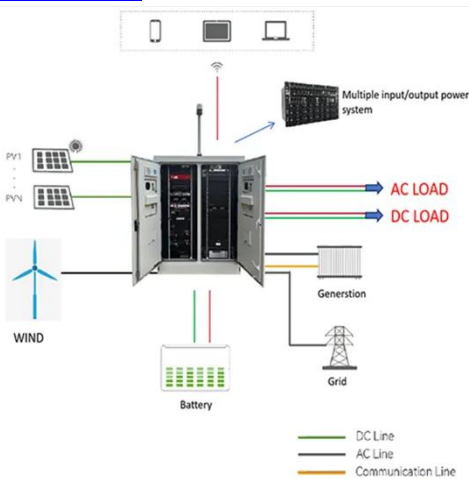 Multiple input/output power
system
PV1
PVN
AC LOAD
DC LOAD
Generstion
WIND
Grid
Battery
DC Line
AC Line
Communication Line